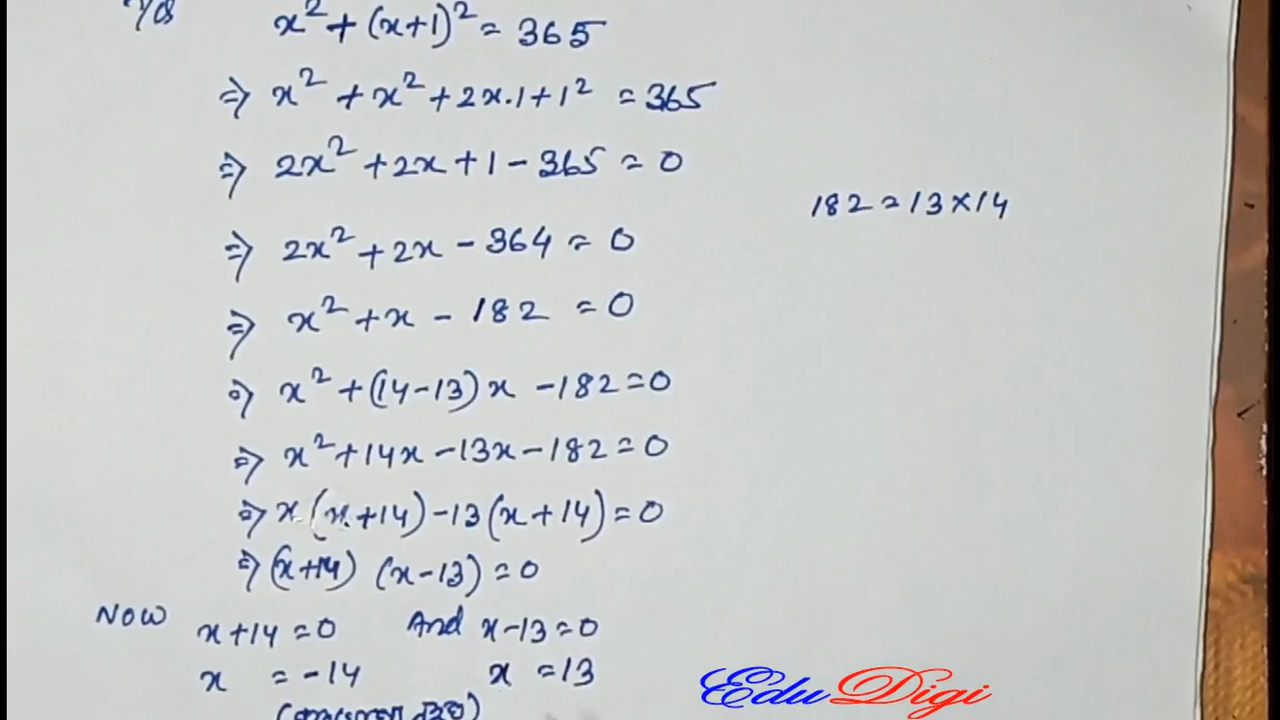 x² + (x+1)² = 365
⇒ x² + x² + 2x.1 + 1² = 365
⇒ 2x² + 2x + 1 - 365 = 0
182 = 13 × 14
⇒ 2x² + 2x - 364 = 0
⇒ x² + x - 182 = 0
⇒ x² + (14-13)x - 182 = 0
⇒ x² + 14x - 13x - 182 = 0
⇒ x(x+14) - 13(x+14) = 0
⇒ (x+14) (x-13) = 0
Now x+14 = 0 And x-13 = 0
x = -14 x = 13
Edu Digi